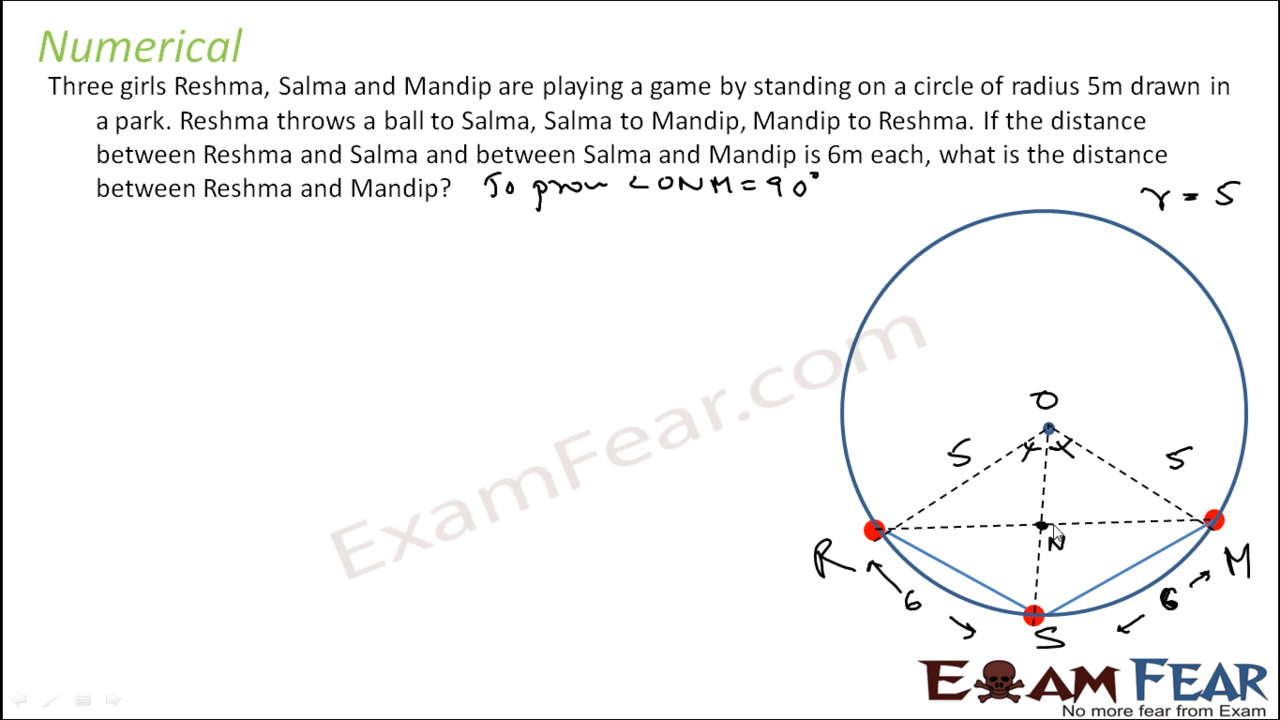 Numerical
Three girls Reshma, Salma and Mandip are playing a game by standing on a circle of radius 5m drawn in
a park. Reshma throws a ball to Salma, Salma to Mandip, Mandip to Reshma. If the distance
between Reshma and Salma and between Salma and Mandip is 6m each, what is the distance
between Reshma and Mandip? To prove ∠ONM = 90°
r = 5
O
5 5
N
R M
6 6
S
ExamFear.com
EXAM FEAR
No more fear from Exam